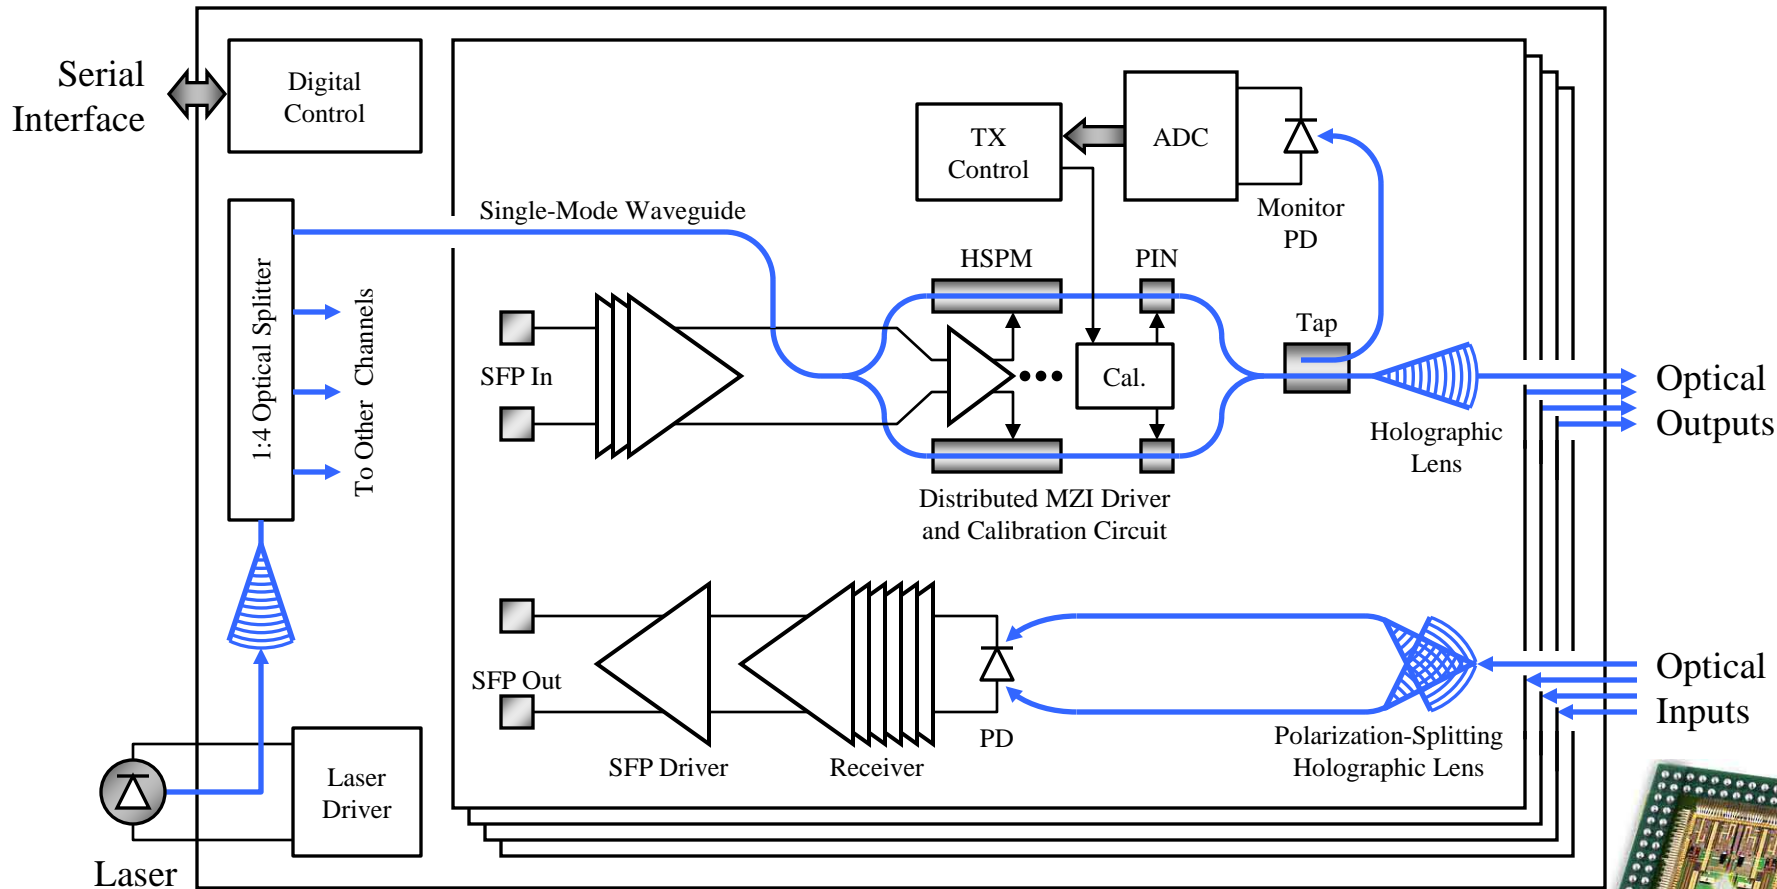 Serial
Interface
Digital
Control
1:4 Optical Splitter
To Other Channels
Laser
Driver
Laser
Single-Mode Waveguide
SFP In
TX
Control
ADC
Monitor
PD
HSPM
PIN
Cal.
Tap
Distributed MZI Driver
and Calibration Circuit
Holographic
Lens
Optical
Outputs
SFP Out
SFP Driver
Receiver
PD
Polarization-Splitting
Holographic Lens
Optical
Inputs